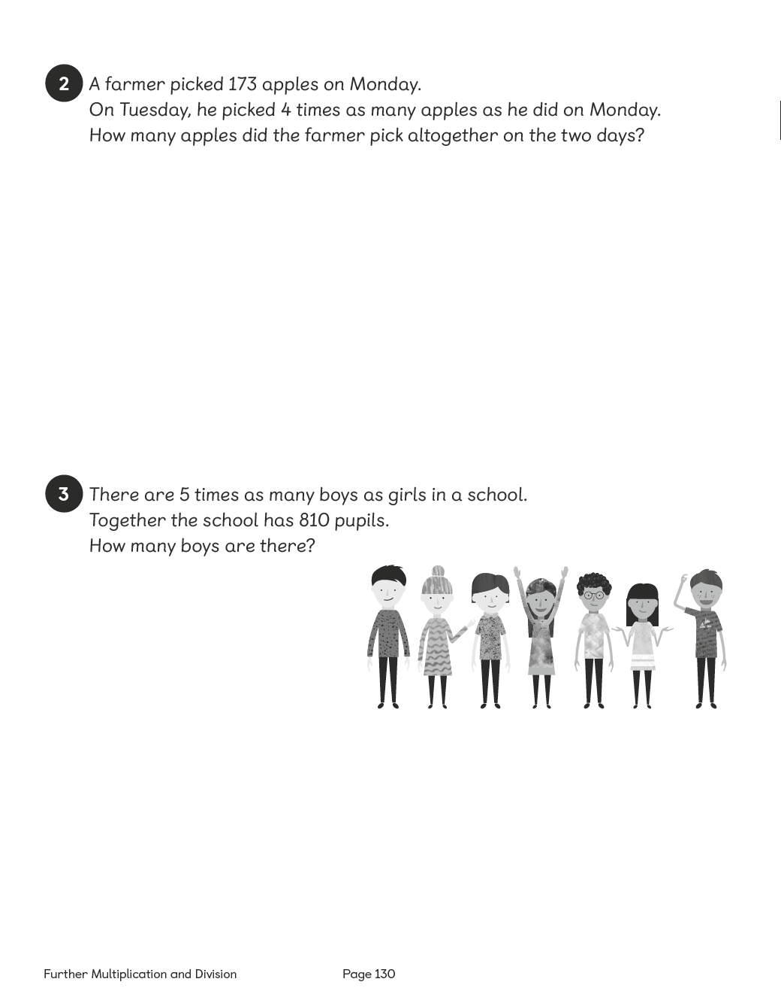 2 A farmer picked 173 apples on Monday.
On Tuesday, he picked 4 times as many apples as he did on Monday.
How many apples did the farmer pick altogether on the two days?
3 There are 5 times as many boys as girls in a school.
Together the school has 810 pupils.
How many boys are there?
Further Multiplication and Division Page 130